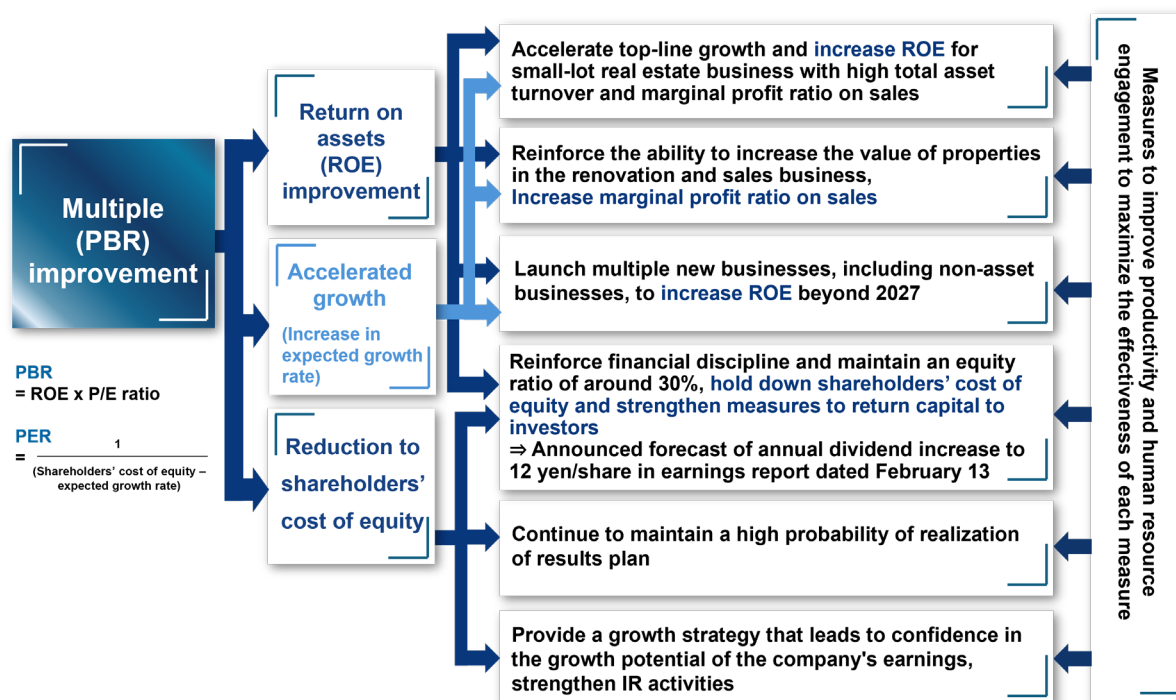 Multiple
(PBR)
improvement
PBR
= ROE x P/E ratio
PER
= 1
(Shareholders' cost of equity –
expected growth rate)
Return on
assets
(ROE)
improvement
Accelerated
growth
(Increase in
expected growth
rate)
Reduction to
shareholders'
cost of equity
Accelerate top-line growth and increase ROE for
small-lot real estate business with high total asset
turnover and marginal profit ratio on sales
Reinforce the ability to increase the value of properties
in the renovation and sales business,
Increase marginal profit ratio on sales
Launch multiple new businesses, including non-asset
businesses, to increase ROE beyond 2027
Reinforce financial discipline and maintain an equity
ratio of around 30%, hold down shareholders' cost of
equity and strengthen measures to return capital to
investors
⇒ Announced forecast of annual dividend increase to
12 yen/share in earnings report dated February 13
Continue to maintain a high probability of realization
of results plan
Provide a growth strategy that leads to confidence in
the growth potential of the company's earnings,
strengthen IR activities
Measures to improve productivity and human resource
engagement to maximize the effectiveness of each measure